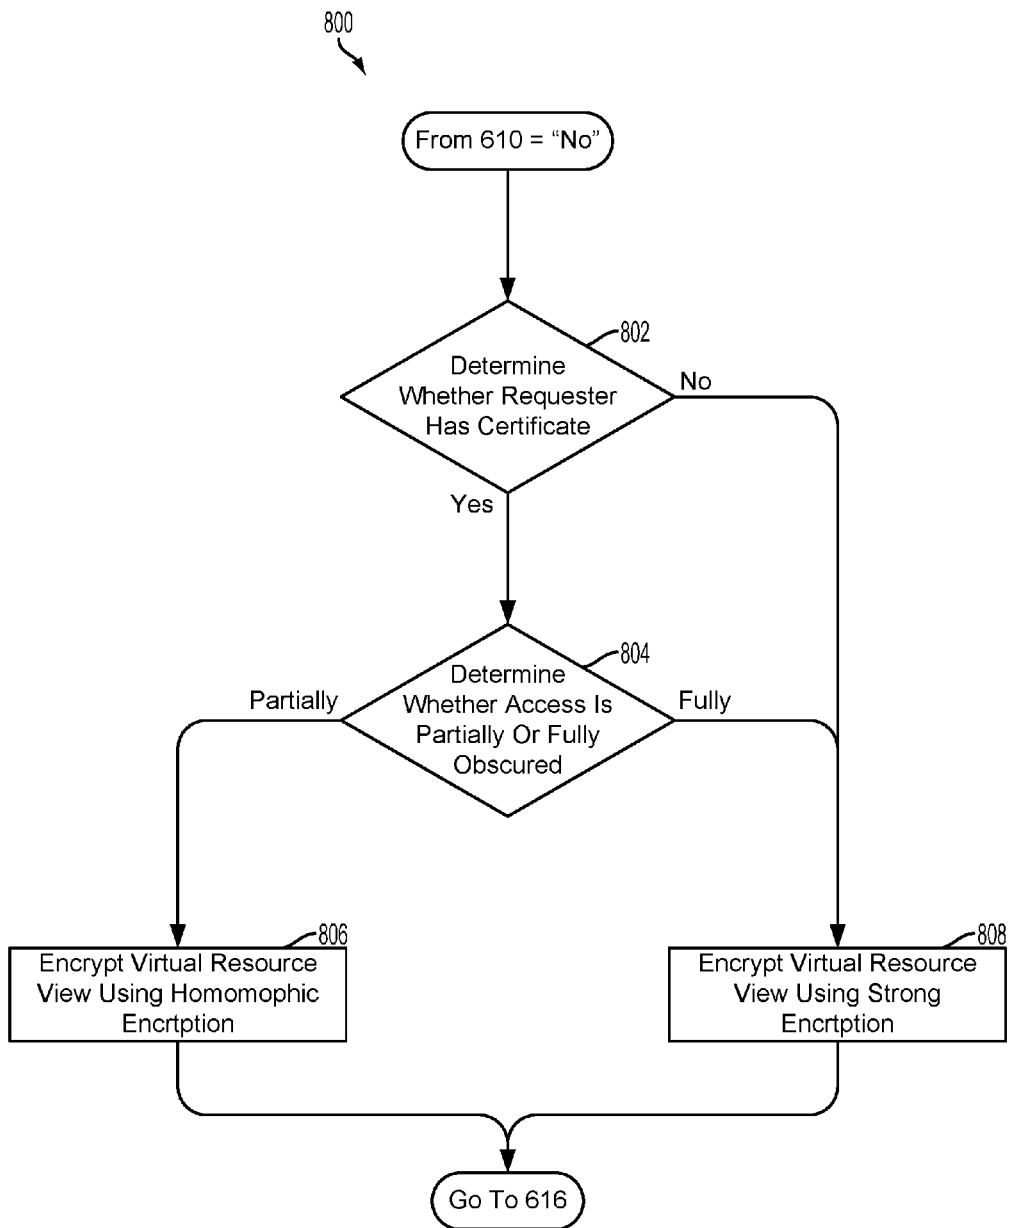 800
From 610 = “No”
802
Determine
Whether Requester
Has Certificate
No
Yes
804
Determine
Whether Access Is
Partially Or Fully
Obscured
Partially
Fully
806
Encrypt Virtual Resource
View Using Homomophic
Encrtption
808
Encrypt Virtual Resource
View Using Strong
Encrtption
Go To 616